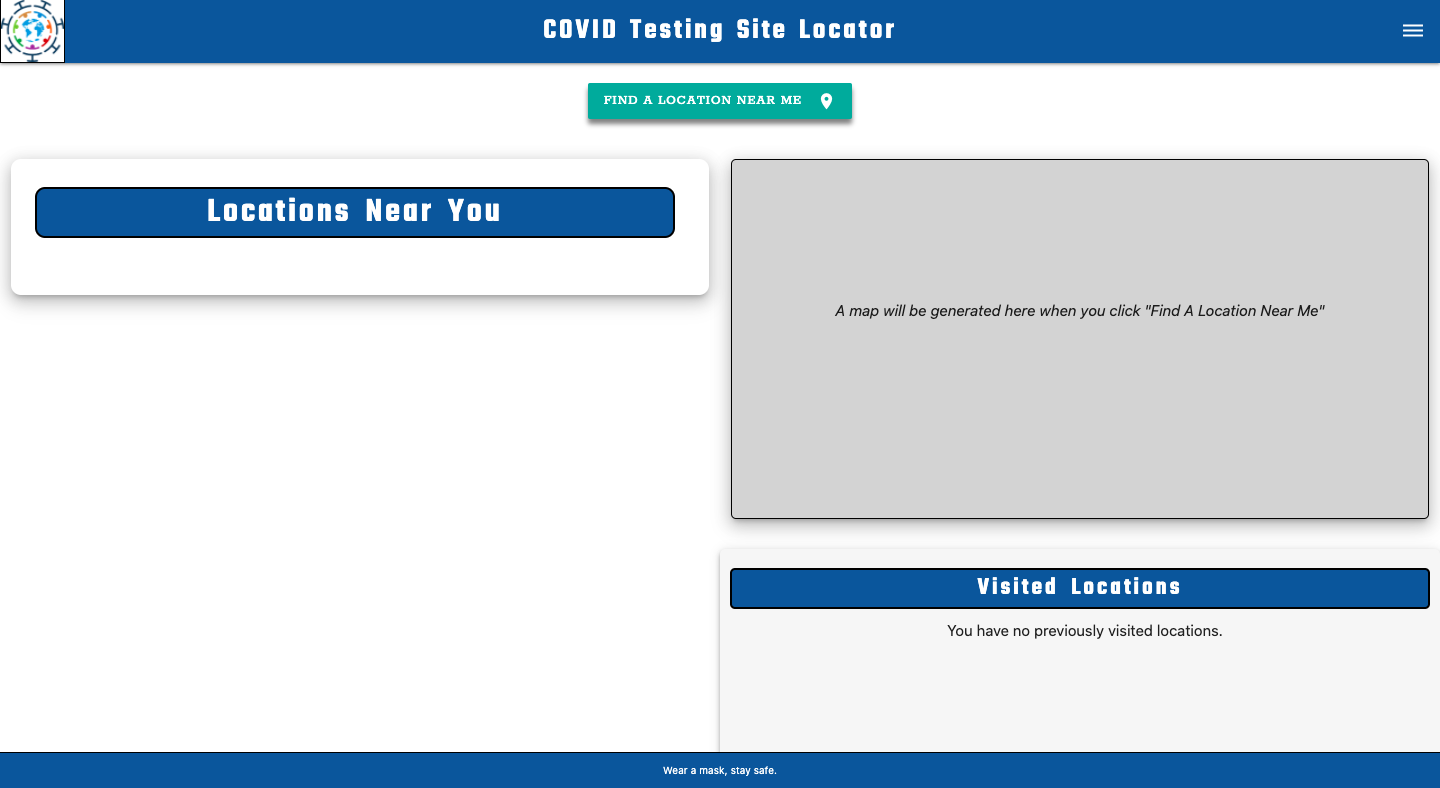 COVID Testing Site Locator
FIND A LOCATION NEAR ME
Locations Near You
A map will be generated here when you click "Find A Location Near Me"
Visited Locations
You have no previously visited locations.
Wear a mask, stay safe.